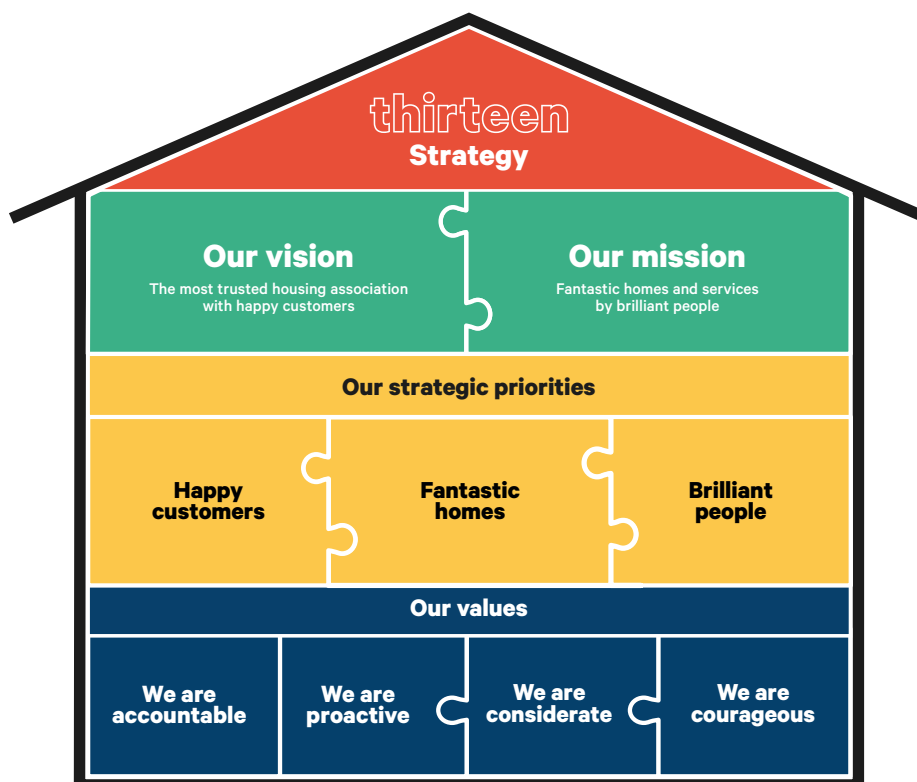 thirteen
Strategy
Our vision
The most trusted housing association
with happy customers
Our mission
Fantastic homes and services
by brilliant people
Our strategic priorities
Happy
customers
Fantastic
homes
Brilliant
people
Our values
We are
accountable
We are
proactive
We are
considerate
We are
courageous